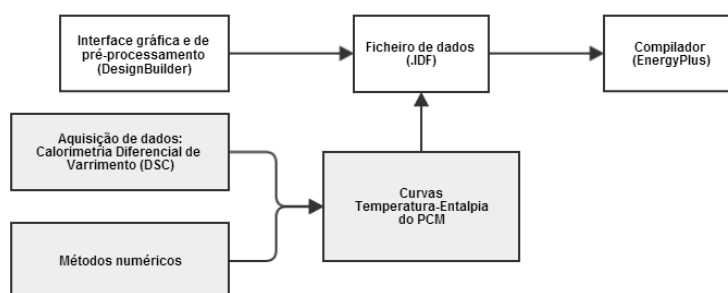 Interface gráfica e de
pré-processamento
(DesignBuilder)
Ficheiro de dados
(.IDF)
Compilador
(EnergyPlus)
Aquisição de dados:
Calorimetria Diferencial de
Varrimento (DSC)
Curvas
Temperatura-Entalpia
do PCM
Métodos numéricos